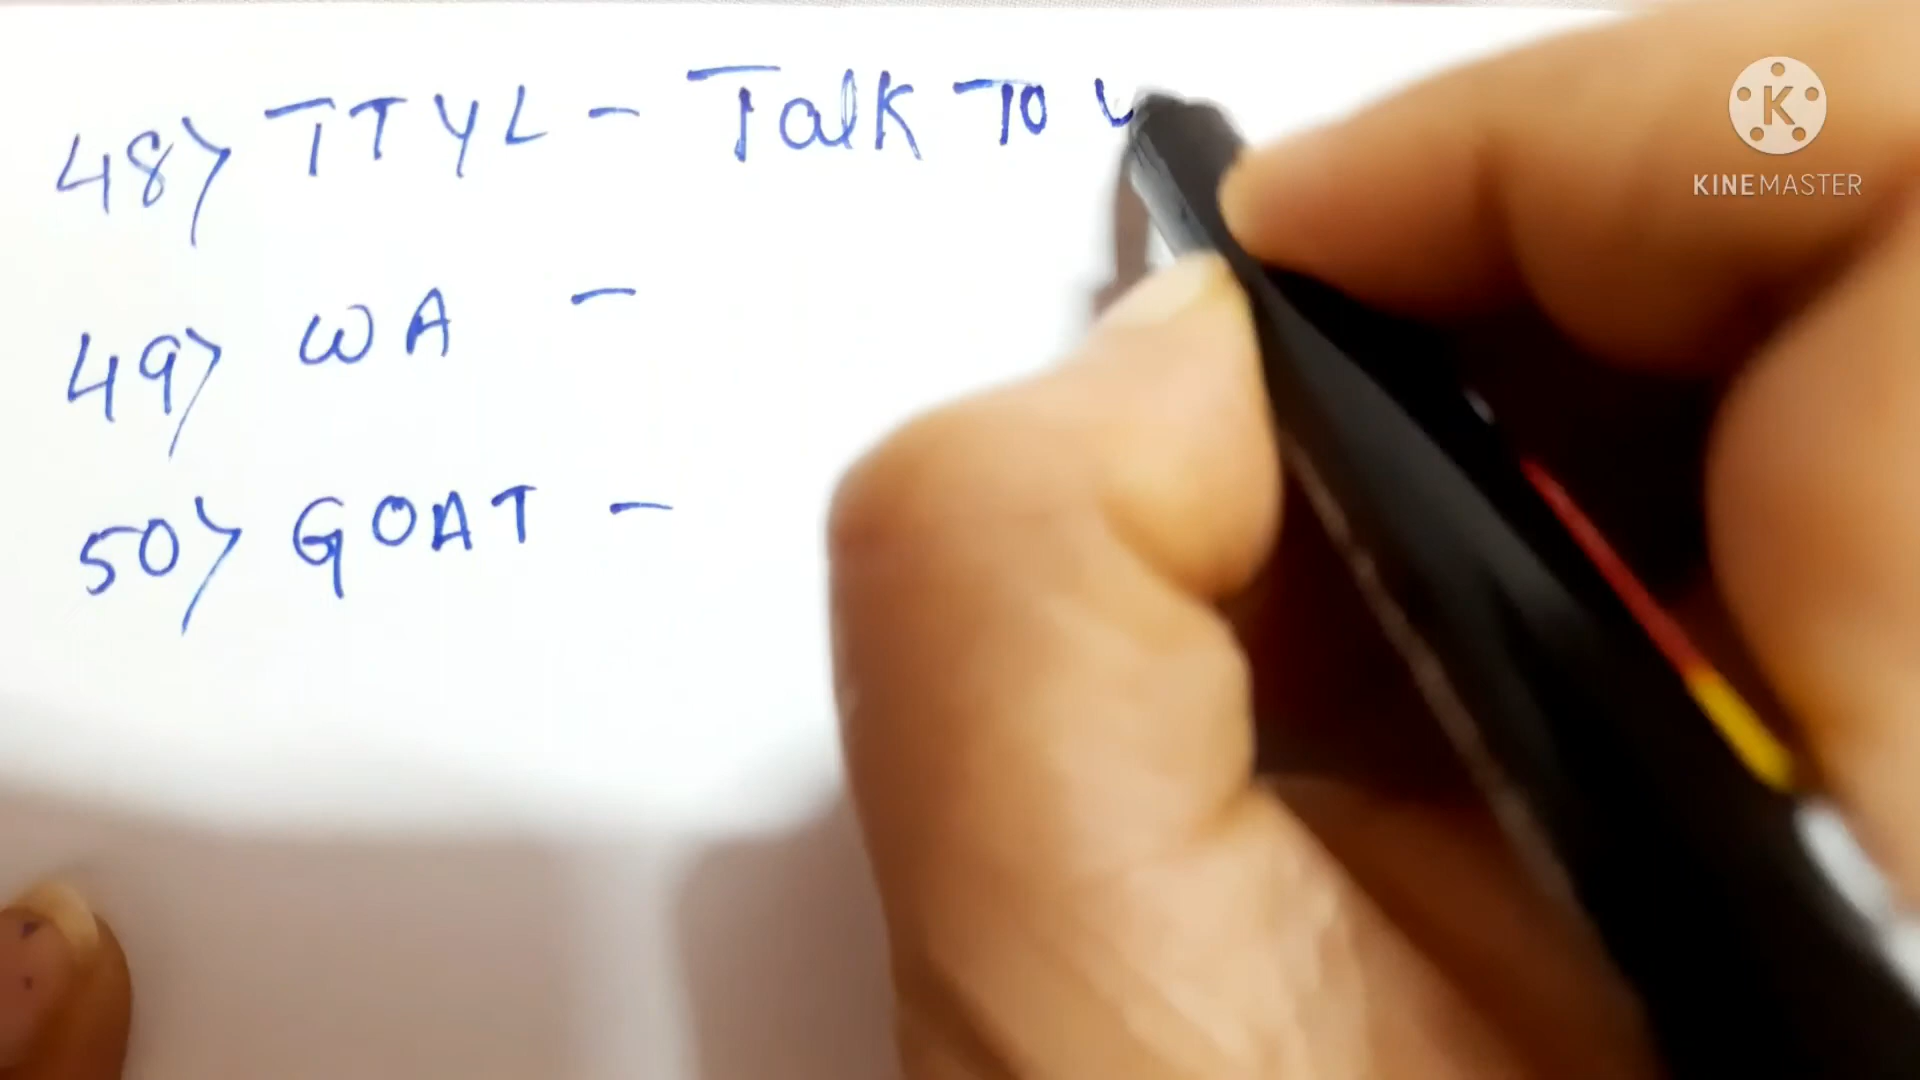 48) TTYL - Talk To
49) WA -
50) GOAT -
K
KINEMASTER